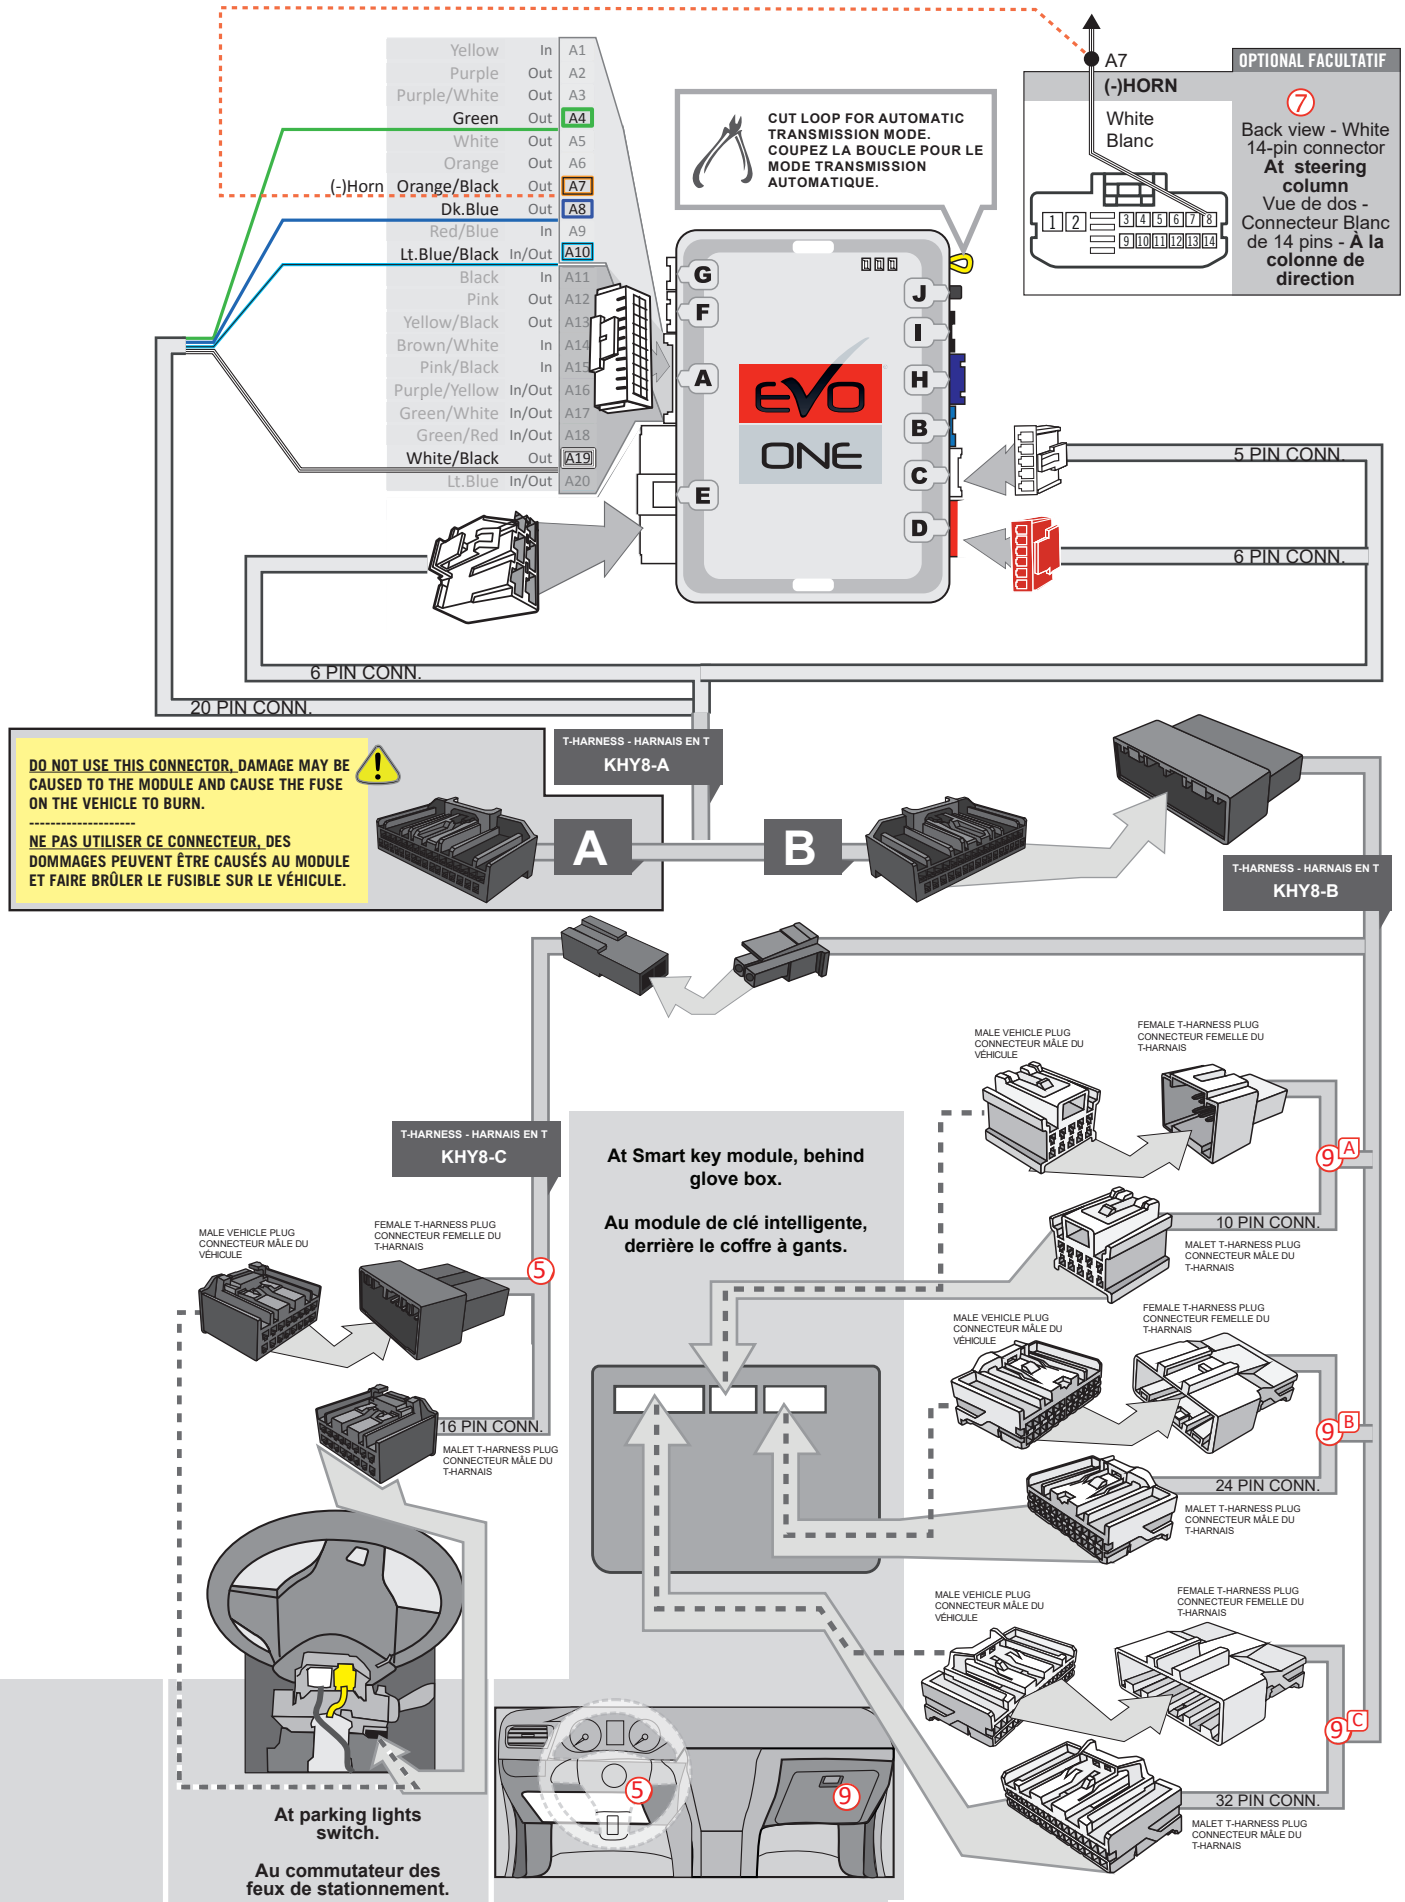 Yellow In A1
Purple Out A2
Purple/White Out A3
Green Out A4
White Out A5
Orange Out A6
(-)Horn Orange/Black Out A7
Dk.Blue Out A8
Red/Blue In A9
Lt.Blue/Black In/Out A10
Black In A11
Pink Out A12
Yellow/Black Out A13
Brown/White In A14
Pink/Black In A15
Purple/Yellow In/Out A16
Green/White In/Out A17
Green/Red In/Out A18
White/Black Out A19
Lt.Blue In/Out A20
CUT LOOP FOR AUTOMATIC
TRANSMISSION MODE.
COUPEZ LA BOUCLE POUR LE
MODE TRANSMISSION
AUTOMATIQUE.
A7
(-)HORN
White
Blanc
1 2 3 4 5 6 7 8
9 10 11 12 13 14
OPTIONAL FACULTATIF
7
Back view - White
14-pin connector
At steering
column
Vue de dos -
Connecteur Blanc
de 14 pins - À la
colonne de
direction
G
F
A
E
J
I
H
B
C
D
EVO
ONE
5 PIN CONN.
6 PIN CONN.
6 PIN CONN.
20 PIN CONN.
DO NOT USE THIS CONNECTOR, DAMAGE MAY BE
CAUSED TO THE MODULE AND CAUSE THE FUSE
ON THE VEHICLE TO BURN.
--------------------
NE PAS UTILISER CE CONNECTEUR, DES
DOMMAGES PEUVENT ÊTRE CAUSÉS AU MODULE
ET FAIRE BRÛLER LE FUSIBLE SUR LE VÉHICULE.
!
T-HARNESS - HARNAIS EN T
KHY8-A
A
B
T-HARNESS - HARNAIS EN T
KHY8-B
T-HARNESS - HARNAIS EN T
KHY8-C
MALE VEHICLE PLUG
CONNECTEUR MÂLE DU
VÉHICULE
FEMALE T-HARNESS PLUG
CONNECTEUR FEMELLE DU
T-HARNAIS
9 A
10 PIN CONN.
MALET T-HARNESS PLUG
CONNECTEUR MÂLE DU
T-HARNAIS
At Smart key module, behind
glove box.
Au module de clé intelligente,
derrière le coffre à gants.
MALE VEHICLE PLUG
CONNECTEUR MÂLE DU
VÉHICULE
FEMALE T-HARNESS PLUG
CONNECTEUR FEMELLE DU
T-HARNAIS
5
16 PIN CONN.
MALET T-HARNESS PLUG
CONNECTEUR MÂLE DU
T-HARNAIS
MALE VEHICLE PLUG
CONNECTEUR MÂLE DU
VÉHICULE
FEMALE T-HARNESS PLUG
CONNECTEUR FEMELLE DU
T-HARNAIS
9 B
24 PIN CONN.
MALET T-HARNESS PLUG
CONNECTEUR MÂLE DU
T-HARNAIS
MALE VEHICLE PLUG
CONNECTEUR MÂLE DU
VÉHICULE
FEMALE T-HARNESS PLUG
CONNECTEUR FEMELLE DU
T-HARNAIS
9 C
32 PIN CONN.
MALET T-HARNESS PLUG
CONNECTEUR MÂLE DU
T-HARNAIS
At parking lights
switch.
Au commutateur des
feux de stationnement.
5
9